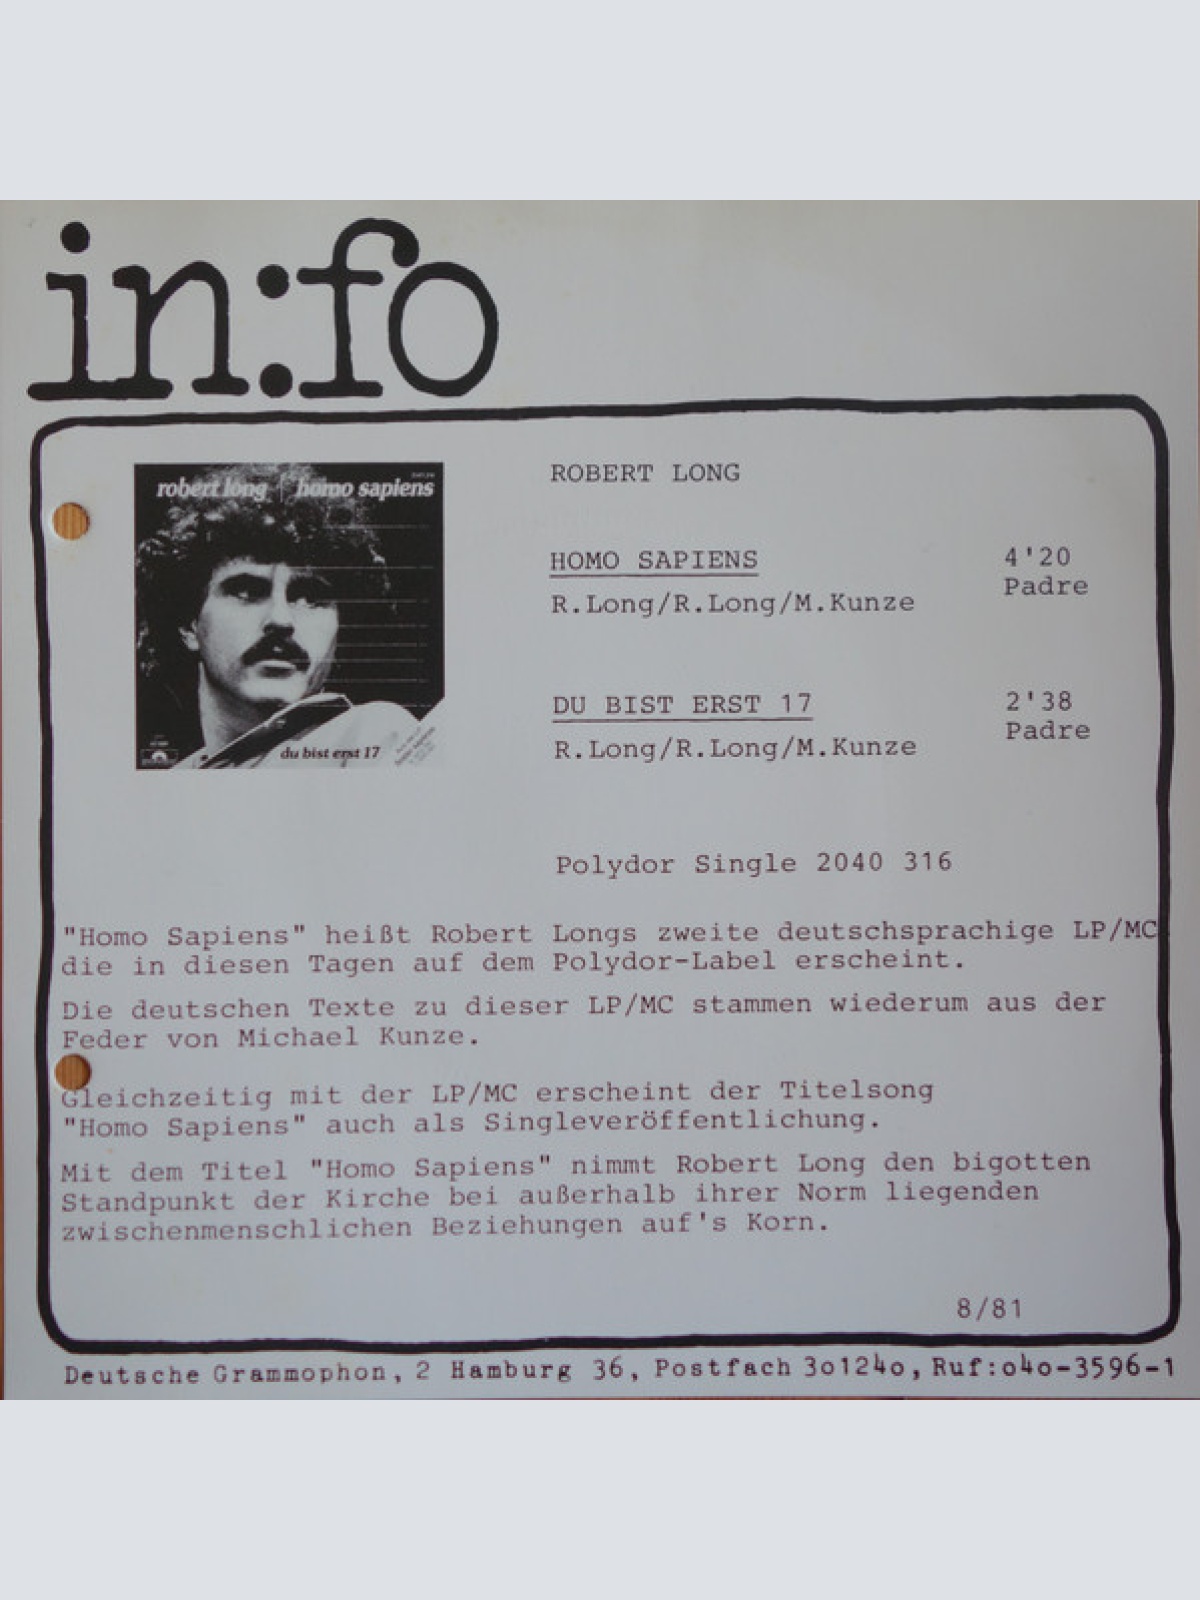 in:fo
robert long | homo sapiens
du bist erst 17
ROBERT LONG
HOMO SAPIENS 4'20
R.Long/R.Long/M.Kunze Padre
DU BIST ERST 17 2'38
R.Long/R.Long/M.Kunze Padre
Polydor Single 2040 316
"Homo Sapiens" heißt Robert Longs zweite deutschsprachige LP/MC
die in diesen Tagen auf dem Polydor-Label erscheint.
Die deutschen Texte zu dieser LP/MC stammen wiederum aus der
Feder von Michael Kunze.
Gleichzeitig mit der LP/MC erscheint der Titelsong
"Homo Sapiens" auch als Singleveröffentlichung.
Mit dem Titel "Homo Sapiens" nimmt Robert Long den bigotten
Standpunkt der Kirche bei außerhalb ihrer Norm liegenden
zwischenmenschlichen Beziehungen auf's Korn.
8/81
Deutsche Grammophon, 2 Hamburg 36, Postfach 3o124o, Ruf:o4o-3596-1